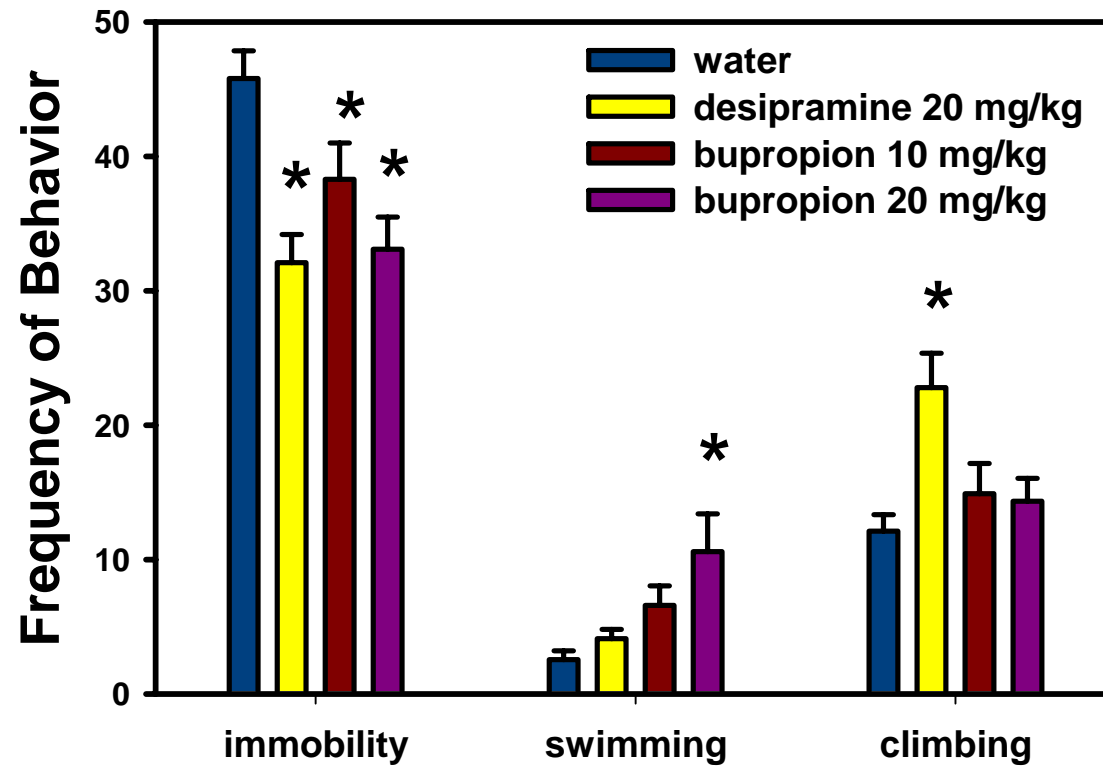 Frequency of Behavior
50
40
30
20
10
0
water
desipramine 20 mg/kg
bupropion 10 mg/kg
bupropion 20 mg/kg
*
*
*
*
*
immobility
swimming
climbing